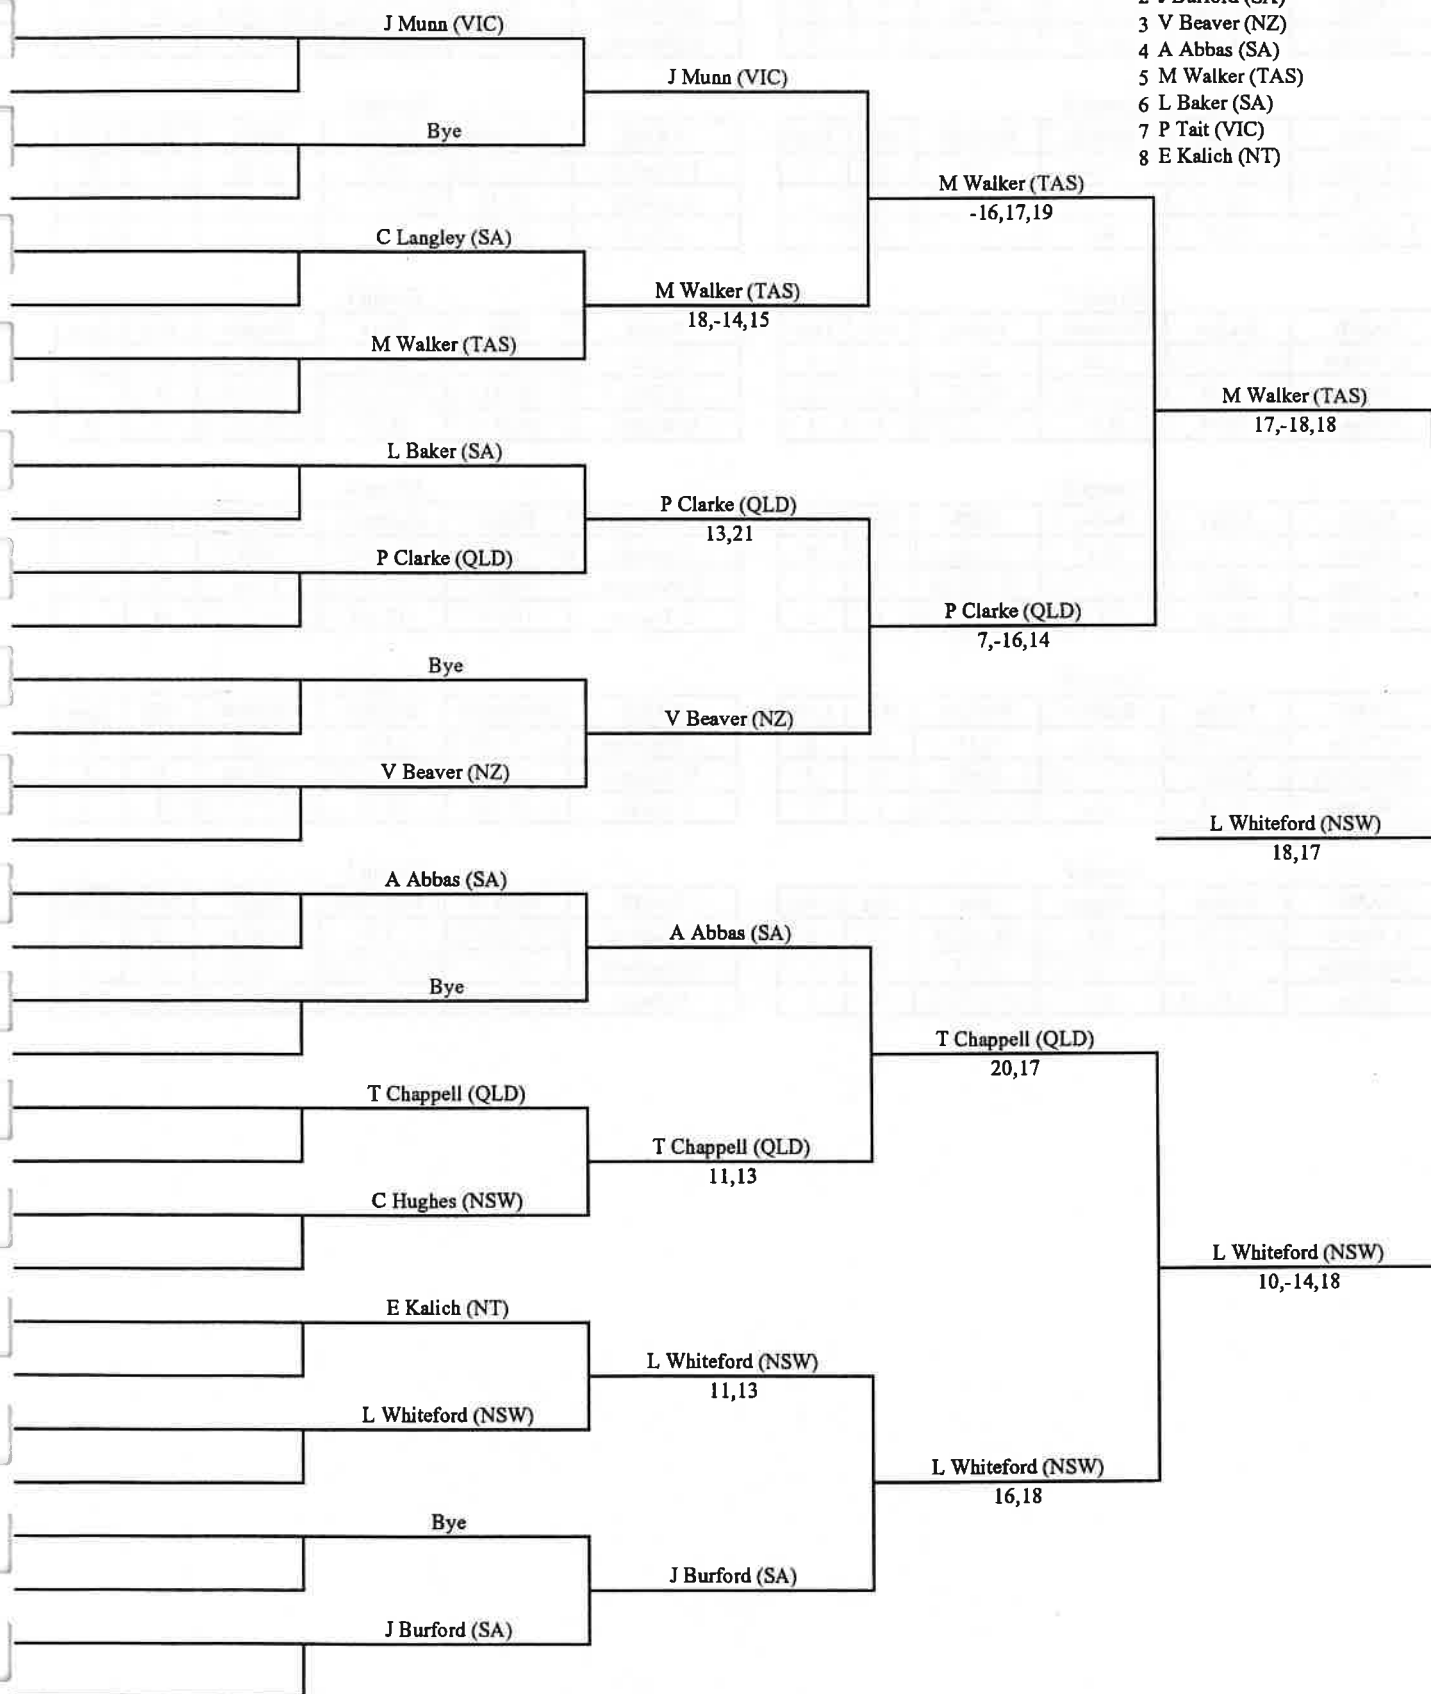 2 J Burford (SA)
3 V Beaver (NZ)
4 A Abbas (SA)
5 M Walker (TAS)
6 L Baker (SA)
7 P Tait (VIC)
8 E Kalich (NT)
J Munn (VIC)
Bye
C Langley (SA)
M Walker (TAS)
L Baker (SA)
P Clarke (QLD)
Bye
V Beaver (NZ)
A Abbas (SA)
Bye
T Chappell (QLD)
C Hughes (NSW)
E Kalich (NT)
L Whiteford (NSW)
Bye
J Burford (SA)
J Munn (VIC)
M Walker (TAS)
18,-14,15
P Clarke (QLD)
13,21
V Beaver (NZ)
A Abbas (SA)
T Chappell (QLD)
11,13
L Whiteford (NSW)
11,13
J Burford (SA)
M Walker (TAS)
-16,17,19
P Clarke (QLD)
7,-16,14
T Chappell (QLD)
20,17
L Whiteford (NSW)
16,18
M Walker (TAS)
17,-18,18
L Whiteford (NSW)
18,17
L Whiteford (NSW)
10,-14,18